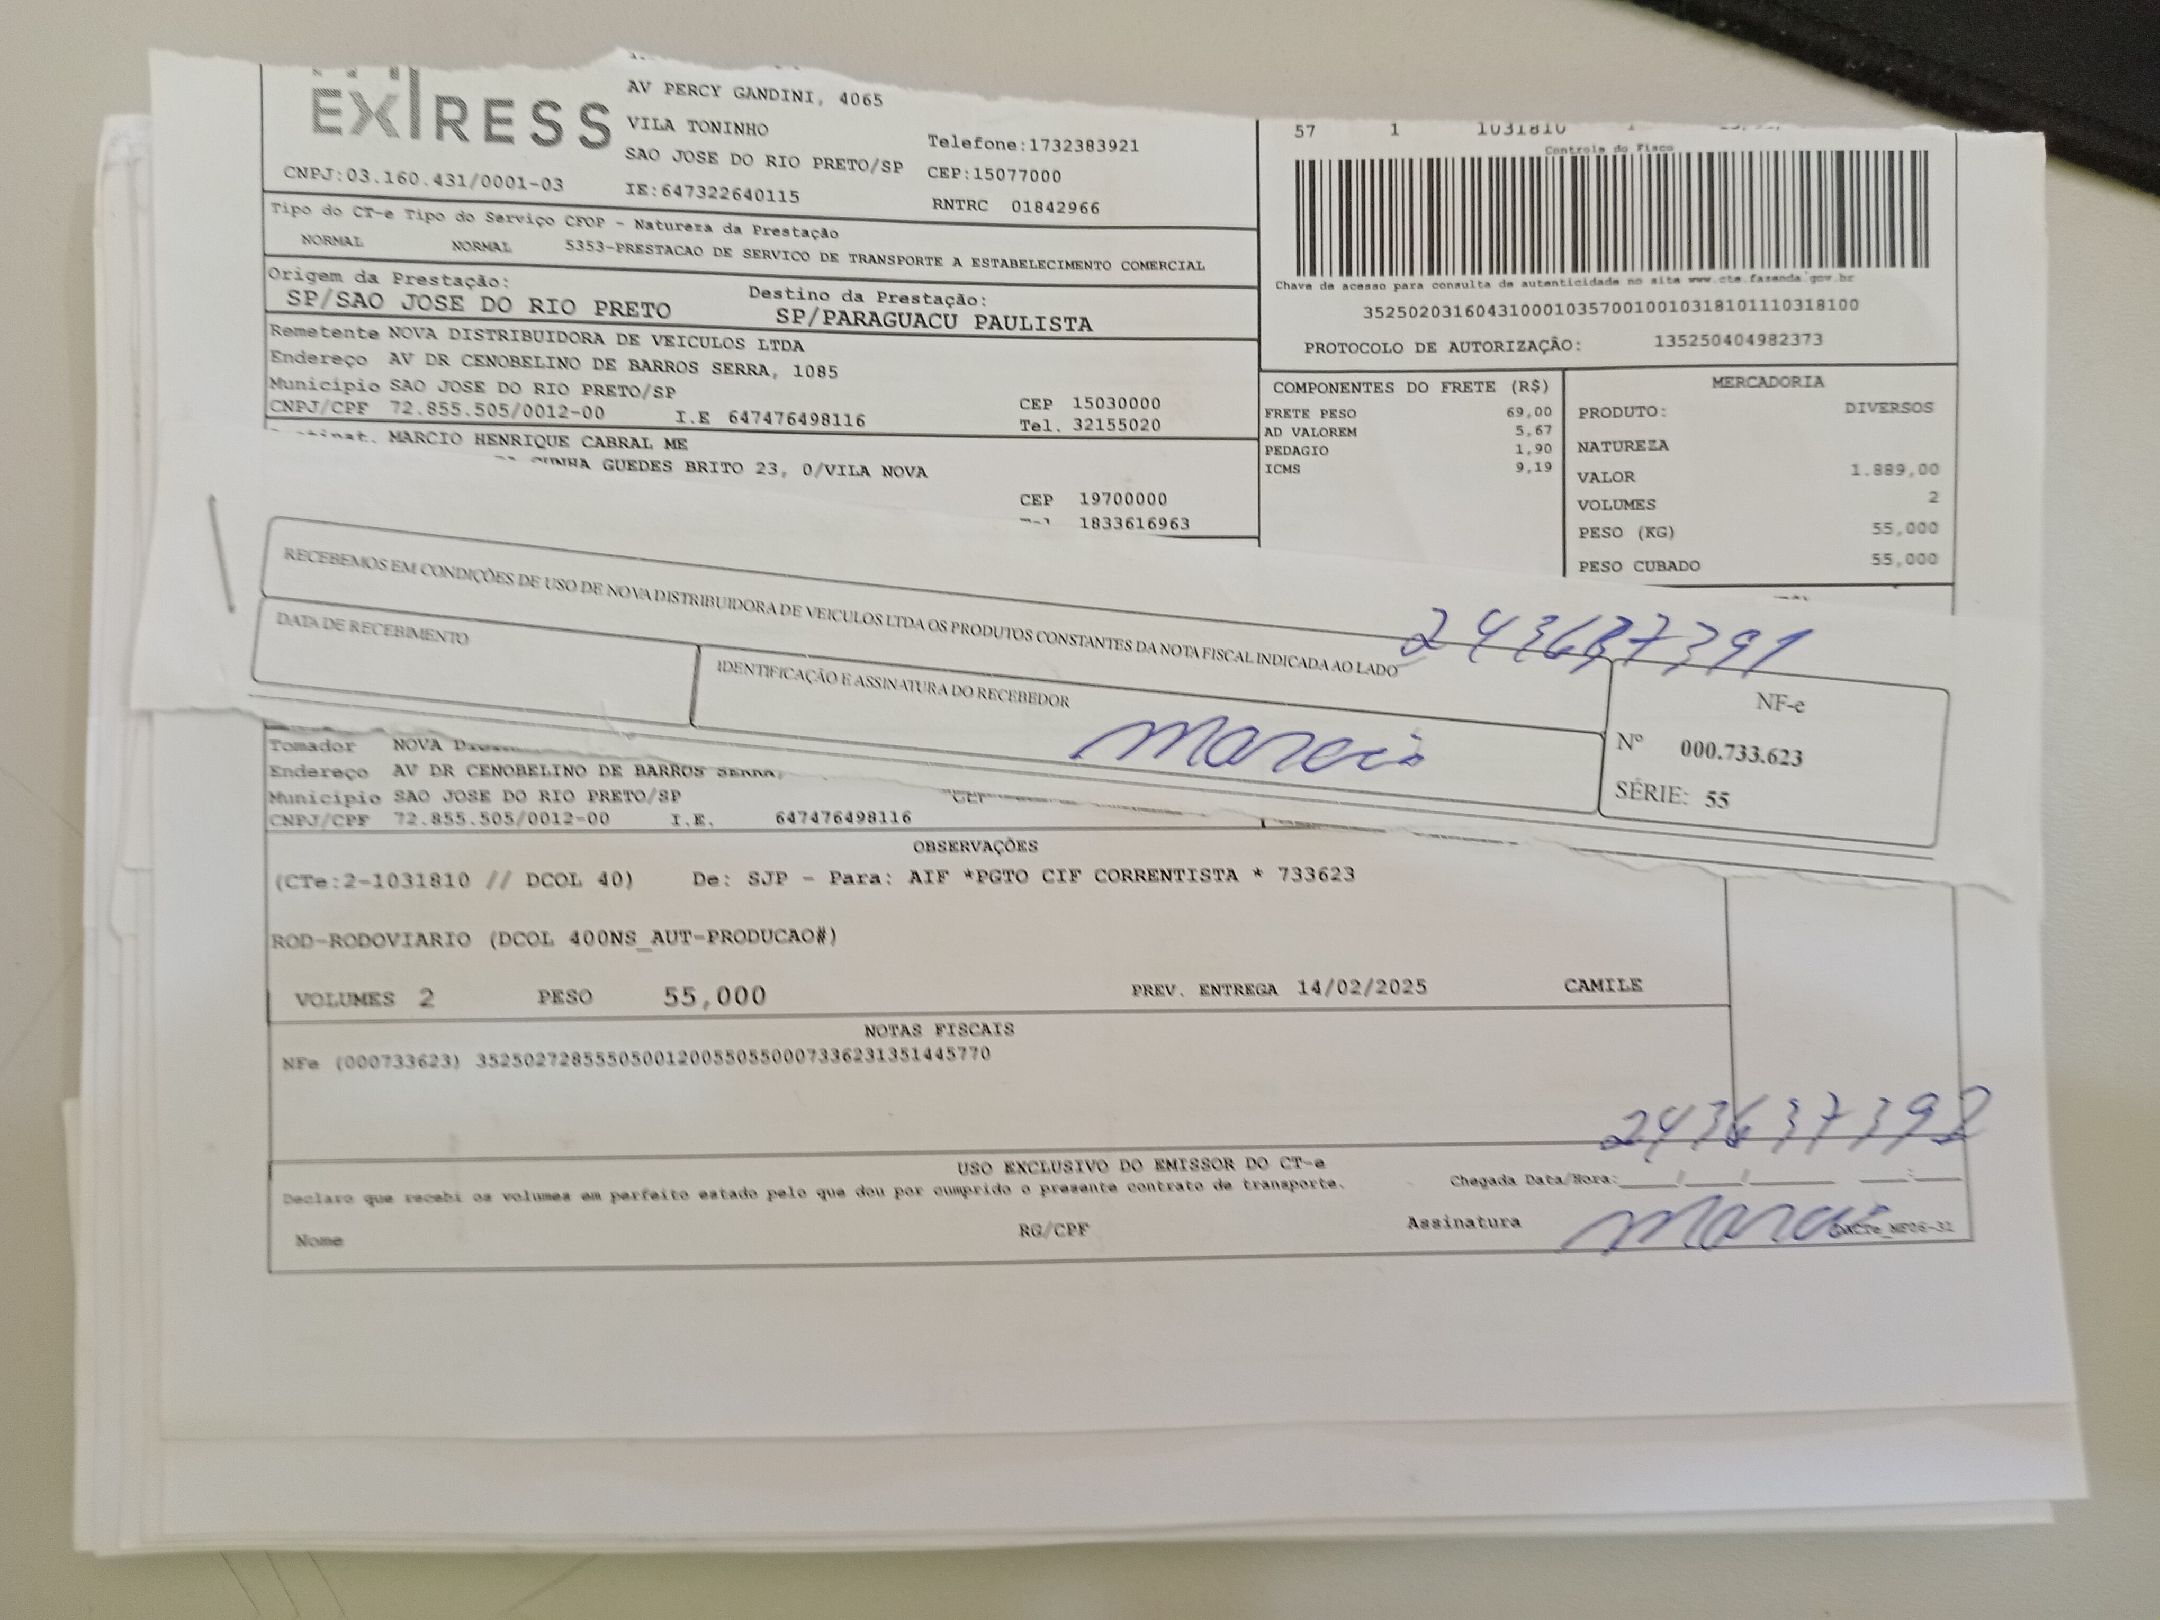 EXPRESS
AV PERCY GANDINI, 4065
VILA TONINHO
SAO JOSE DO RIO PRETO/SP
Telefone:1732383921
CEP:15077000
CNPJ:03.160.431/0001-03
IE:647322640115
RNTRC 01842966
57 1 1031810
Controle do Fisco
Tipo do CT-e Tipo do Serviço CFOP - Natureza da Prestação
NORMAL NORMAL 5353-PRESTACAO DE SERVICO DE TRANSPORTE A ESTABELECIMENTO COMERCIAL
Chave de acesso para consulta de autenticidade no site www.cte.fazenda.gov.br
35250203160431000103570010010318101110318100
PROTOCOLO DE AUTORIZAÇÃO: 135250404982373
Origem da Prestação:
SP/SAO JOSE DO RIO PRETO
Destino da Prestação:
SP/PARAGUACU PAULISTA
Remetente NOVA DISTRIBUIDORA DE VEICULOS LTDA
Endereço AV DR CENOBELINO DE BARROS SERRA, 1085
Município SAO JOSE DO RIO PRETO/SP
CEP 15030000
CNPJ/CPF 72.855.505/0012-00 I.E 647476498116
Tel. 32155020
MARCIO HENRIQUE CABRAL ME
CUNHA GUEDES BRITO 23, 0/VILA NOVA
CEP 19700000
1833616963
COMPONENTES DO FRETE (R$)
FRETE PESO 69,00
AD VALOREM 5,67
PEDAGIO 1,90
ICMS 9,19
MERCADORIA
PRODUTO: DIVERSOS
NATUREZA
VALOR 1.889,00
VOLUMES 2
PESO (KG) 55,000
PESO CUBADO 55,000
RECEBEMOS EM CONDIÇÕES DE USO DE NOVA DISTRIBUIDORA DE VEICULOS LTDA OS PRODUTOS CONSTANTES DA NOTA FISCAL INDICADA AO LADO
DATA DE RECEBIMENTO
IDENTIFICAÇÃO E ASSINATURA DO RECEBEDOR
Marcio
NF-e
Nº 000.733.623
SÉRIE: 55
Tomador NOVA
Endereço AV DR CENOBELINO DE BARROS SERRA,
Município SAO JOSE DO RIO PRETO/SP
CEP
CNPJ/CPF 72.855.505/0012-00 I.E. 647476498116
OBSERVAÇÕES
(CTe:2-1031810 // DCOL 40) De: SJP - Para: AIF *PGTO CIF CORRENTISTA * 733623
ROD-RODOVIARIO (DCOL 400NS_AUT-PRODUCAO#)
VOLUMES 2 PESO 55,000 PREV. ENTREGA 14/02/2025 CAMILE
NOTAS FISCAIS
NFe (000733623) 35250272855505001200550550007336231351445770
USO EXCLUSIVO DO EMISSOR DO CT-e
Declaro que recebi os volumes em perfeito estado pelo que dou por cumprido o presente contrato de transporte.
Chegada Data/Hora:____/____/______ ___:___
Nome RG/CPF Assinatura Marcio